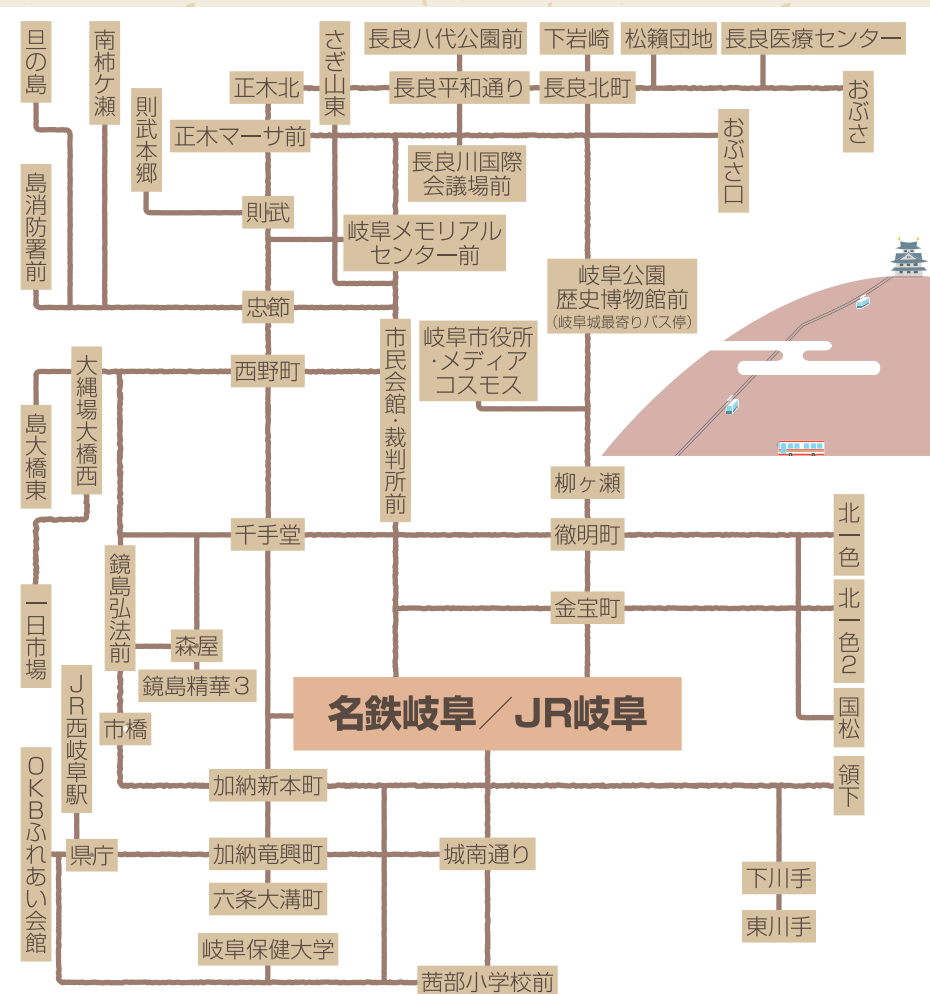 旦の島
南柿ケ瀬
さぎ山東
長良八代公園前
下岩崎
松籟団地
長良医療センター
正木北
長良平和通り
長良北町
おぶさ
則武本郷
正木マーサ前
おぶさ口
長良川国際
会議場前
島消防署前
則武
岐阜メモリアル
センター前
岐阜公園
歴史博物館前
(岐阜城最寄りバス停)
忠節
市民会館・裁判所前
岐阜市役所
・メディア
コスモス
大縄場大橋西
西野町
島大橋東
柳ヶ瀬
北一色
千手堂
徹明町
鏡島弘法前
一日市場
金宝町
北一色2
森屋
鏡島精華3
JR西岐阜駅
名鉄岐阜/JR岐阜
国松
市橋
OKBふれあい会館
加納新本町
領下
県庁
加納竜興町
城南通り
下川手
六条大溝町
東川手
岐阜保健大学
茜部小学校前